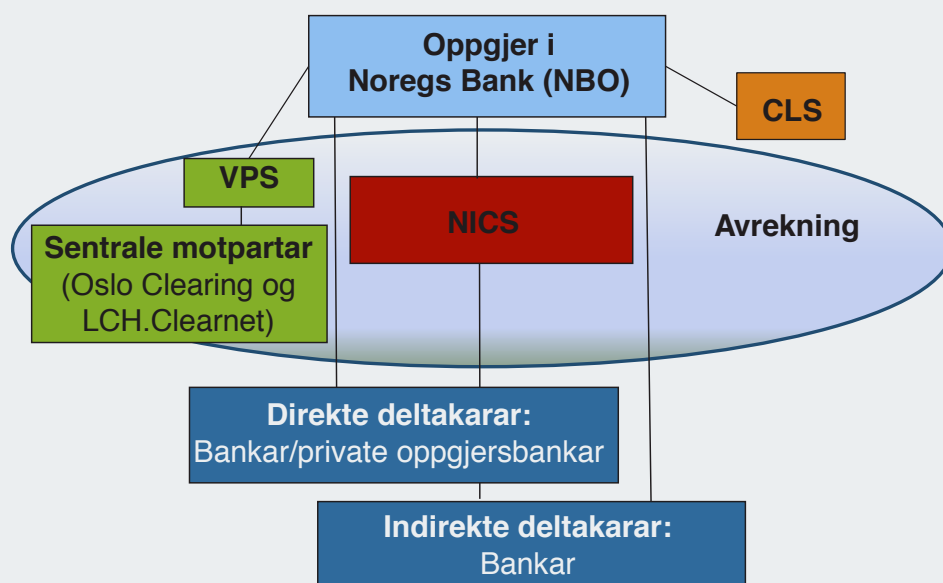 Oppgjer i
Noregs Bank (NBO)
CLS
VPS
NICS
Avrekning
Sentrale motpartar
(Oslo Clearing og
LCH.Clearnet)
Direkte deltakarar:
Bankar/private oppgjersbankar
Indirekte deltakarar:
Bankar